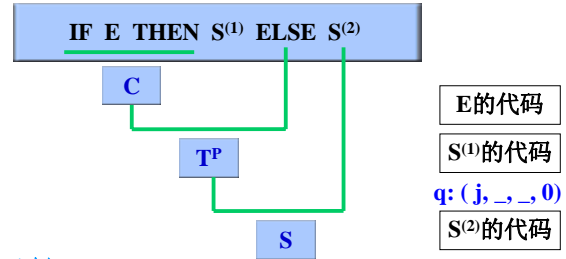 IF E THEN S(1) ELSE S(2)
C
E的代码
S(1)的代码
TP
q: ( j, _, _, 0)
S(2)的代码
S